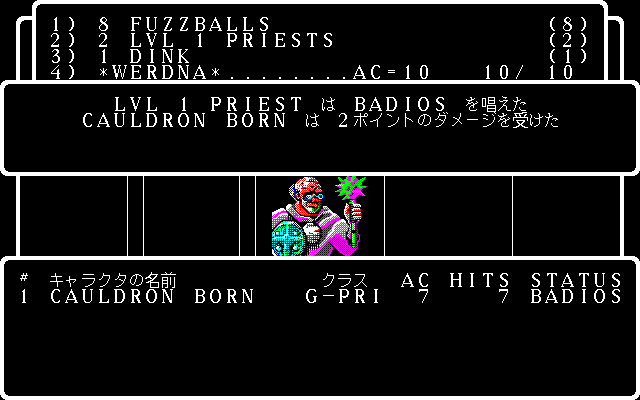 1) 8 FUZZBALLS (8)
2) 2 LVL 1 PRIESTS (2)
3) 1 DINK (1)
4) *WERDNA*........AC=10 10/ 10
LVL 1 PRIEST は BADIOS を唱えた
CAULDRON BORN は 2ポイントのダメージを受けた
# キャラクタの名前 クラス AC HITS STATUS
1 CAULDRON BORN G-PRI 7 7 BADIOS